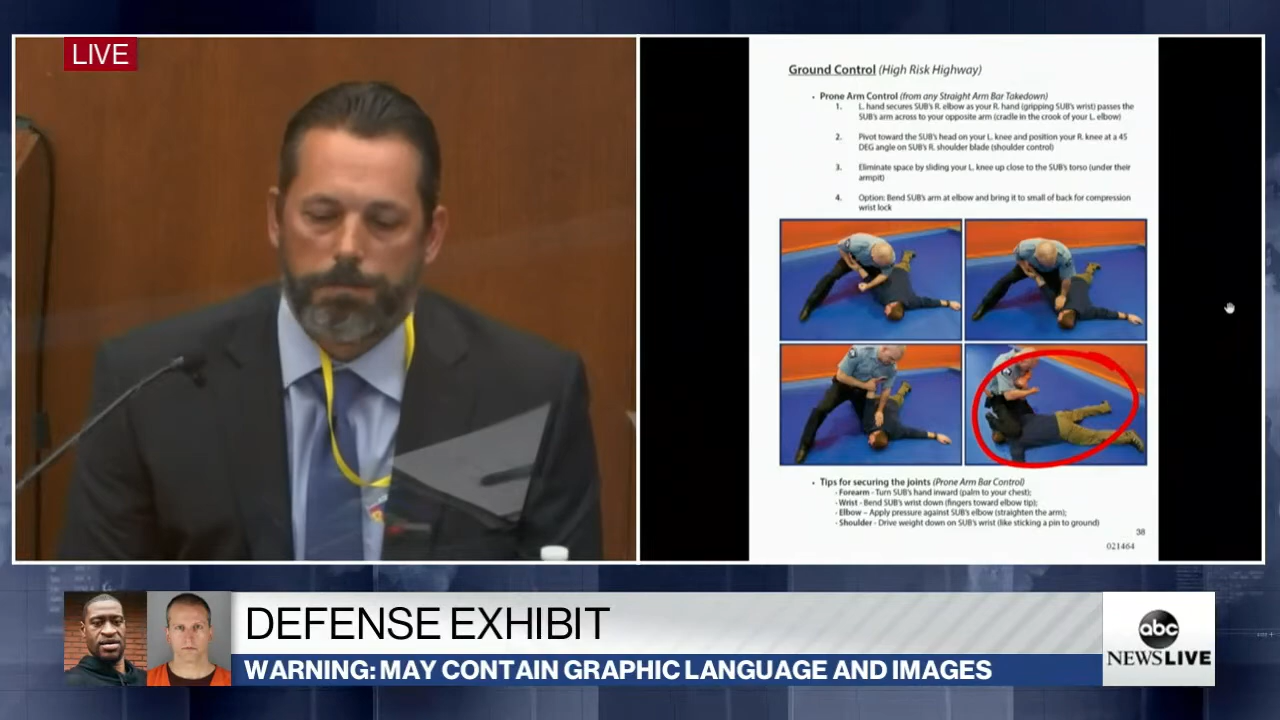 LIVE
Ground Control (High Risk Highway)
• Prone Arm Control (from any Straight Arm Bar Takedown)
1. L. hand secures SUB's R. elbow as your R. hand (gripping SUB's wrist) passes the
SUB's arm across to your opposite arm (cradle in the crook of your L. elbow)
2. Pivot toward the SUB's head on your L. knee and position your R. knee at a 45
DEG angle on SUB's R. shoulder blade (shoulder control)
3. Eliminate space by sliding your L. knee up close to the SUB's torso (under their
armpit)
4. Option: Bend SUB's arm at elbow and bring it to small of back for compression
wrist lock
• Tips for securing the joints (Prone Arm Bar Control)
- Forearm - Turn SUB's hand inward (palm to your chest);
- Wrist - Bend SUB's wrist down (fingers toward elbow tip);
- Elbow – Apply pressure against SUB's elbow (straighten the arm);
- Shoulder - Drive weight down on SUB's wrist (like sticking a pin to ground)
38
021464
DEFENSE EXHIBIT
WARNING: MAY CONTAIN GRAPHIC LANGUAGE AND IMAGES
abc
NEWSLIVE